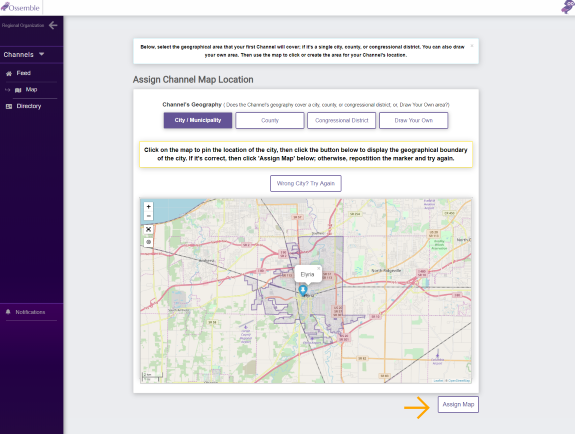 Ossemble
Regional Organization
Channels
Feed
Map
Directory
Notifications
Below, select the geographical area that your first Channel will cover; if it's a single city, county, or congressional district. You can also draw
your own area. Then use the map to click or create the area for your Channel's location.
Assign Channel Map Location
Channel's Geography ( Does the Channel's geography cover a city, county, or congressional district, or, Draw Your Own area?)
City / Municipality
County
Congressional District
Draw Your Own
Click on the map to pin the location of the city, then click the button below to display the geographical boundary
of the city. If it's correct, then click 'Assign Map' below; otherwise, repostition the marker and try again.
Wrong City? Try Again
+
−
Elyria
North Ridgeville
Assign Map